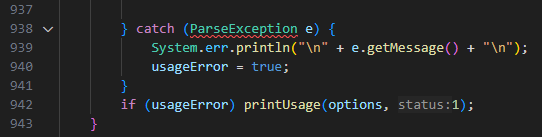 937
938 } catch (ParseException e) {
939 System.err.println("\n" + e.getMessage() + "\n");
940 usageError = true;
941 }
942 if (usageError) printUsage(options, status:1);
943 }